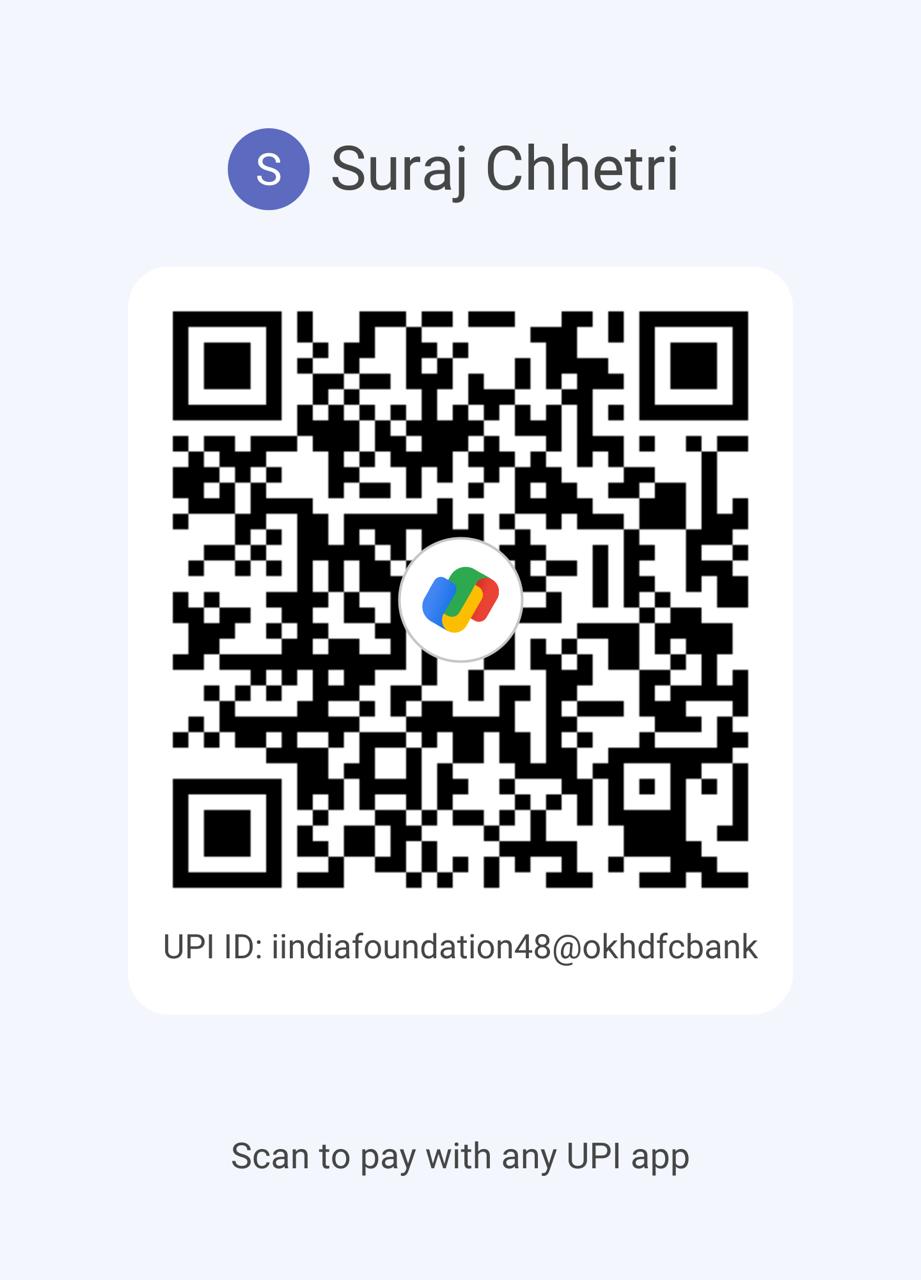 S Suraj Chhetri
UPI ID: iindiafoundation48@okhdfcbank
Scan to pay with any UPI app